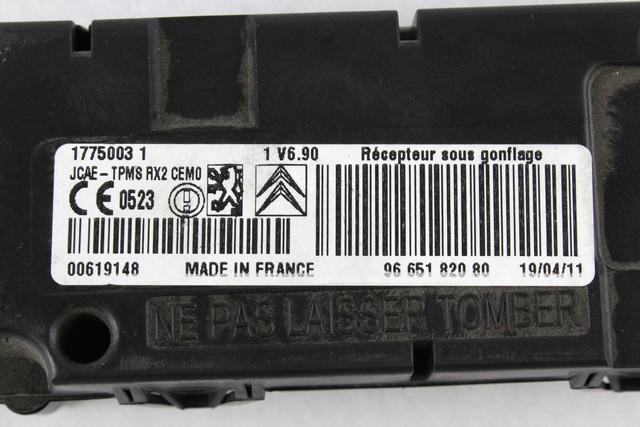 1775003 1 1 V6.90 Récepteur sous gonflage
JCAE-TPMS RX2 CEM0
CE 0523
00619148 MADE IN FRANCE 96 651 820 80 19/04/11
NE PAS LAISSER TOMBER